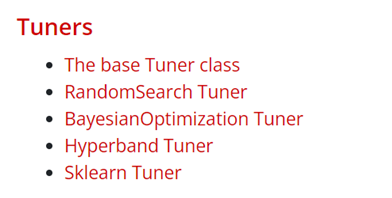 Tuners
The base Tuner class
RandomSearch Tuner
BayesianOptimization Tuner
Hyperband Tuner
Sklearn Tuner